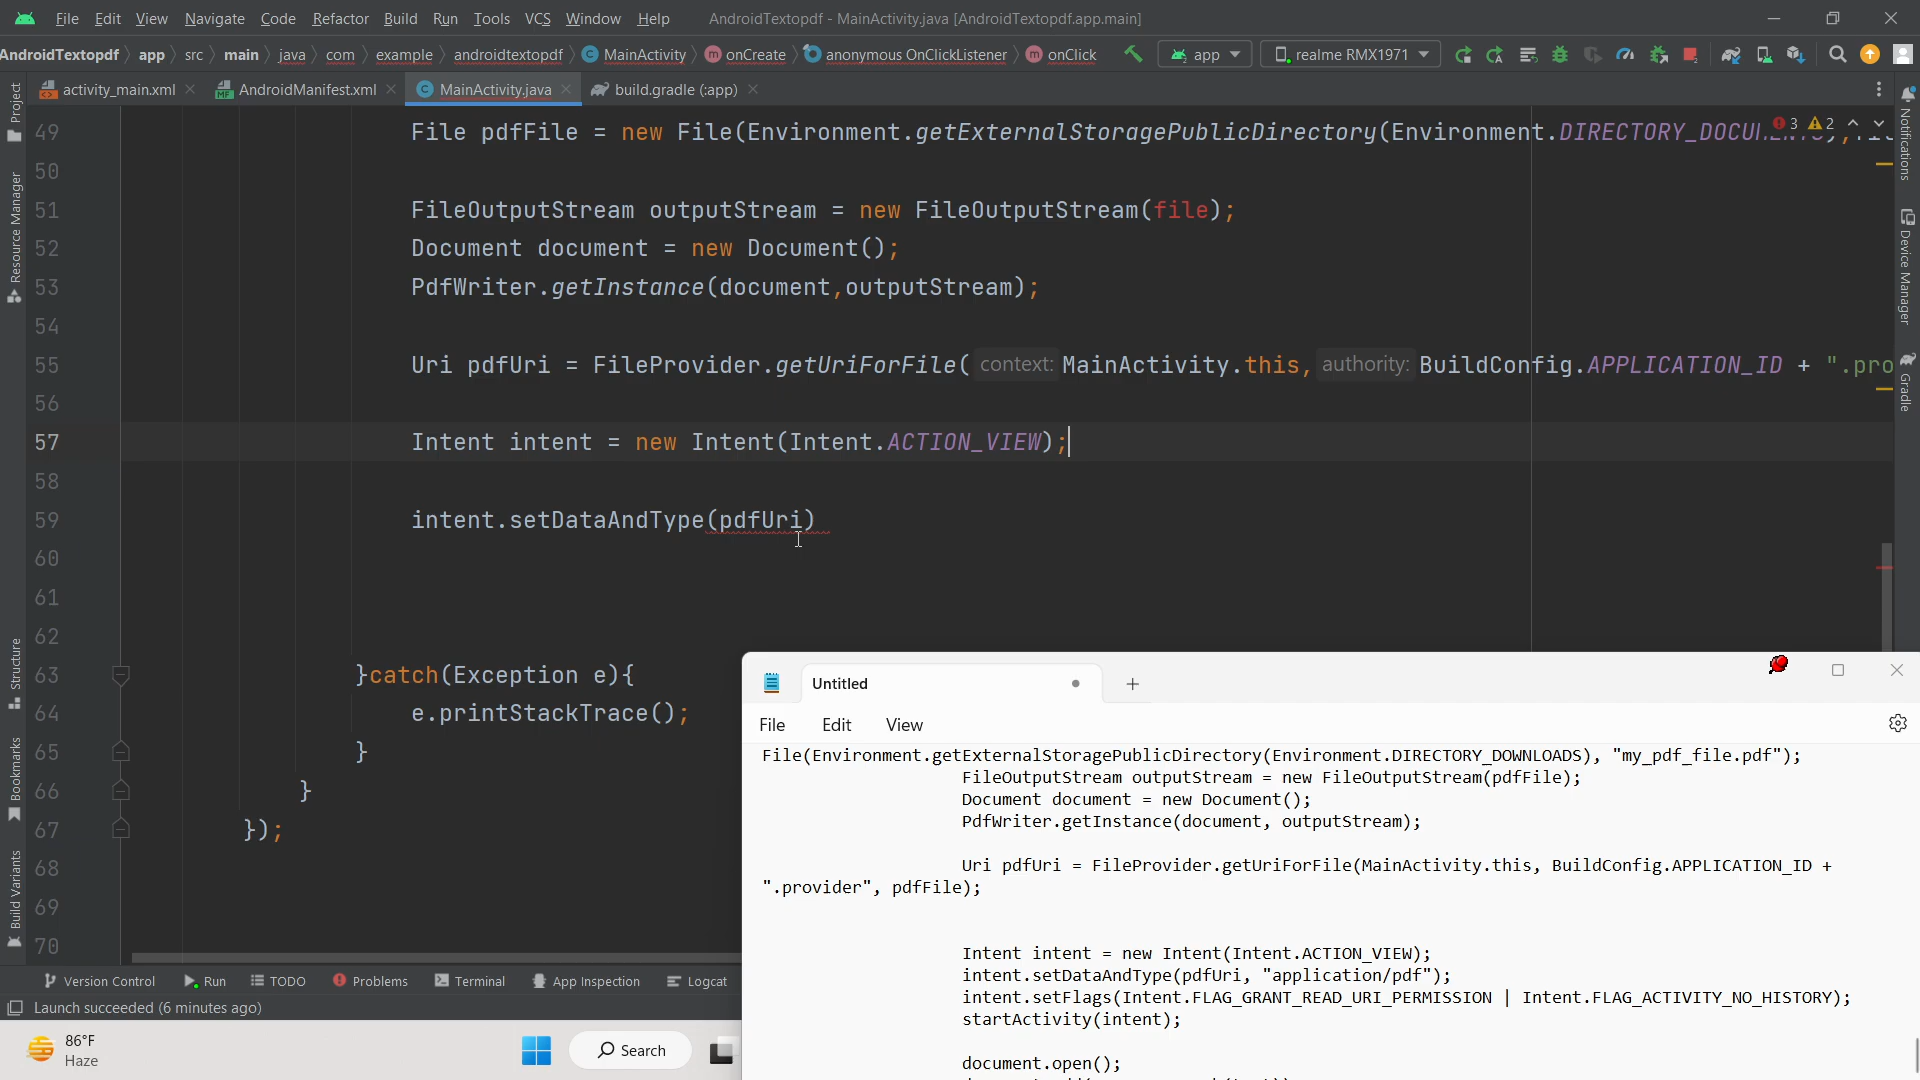 File Edit View Navigate Code Refactor Build Run Tools VCS Window Help AndroidTextopdf - MainActivity.java [AndroidTextopdf.app.main]
AndroidTextopdf app src main java com example androidtextopdf MainActivity onCreate anonymous OnClickListener onClick app realme RMX1971
activity_main.xml AndroidManifest.xml MainActivity.java build.gradle (:app)
Project
Resource Manager
Structure
Bookmarks
Build Variants
Notifications
Device Manager
Gradle
3 2
49 File pdfFile = new File(Environment.getExternalStoragePublicDirectory(Environment.DIRECTORY_DOCU
50
51 FileOutputStream outputStream = new FileOutputStream(file);
52 Document document = new Document();
53 PdfWriter.getInstance(document,outputStream);
54
55 Uri pdfUri = FileProvider.getUriForFile( context: MainActivity.this, authority: BuildConfig.APPLICATION_ID + ".pro
56
57 Intent intent = new Intent(Intent.ACTION_VIEW);
58
59 intent.setDataAndType(pdfUri)
60
61
62
63 }catch(Exception e){
64 e.printStackTrace();
65 }
66 }
67 });
68
69
70
Version Control Run TODO Problems Terminal App Inspection Logcat
Launch succeeded (6 minutes ago)
86°F
Haze
Search
Untitled
File Edit View
File(Environment.getExternalStoragePublicDirectory(Environment.DIRECTORY_DOWNLOADS), "my_pdf_file.pdf");
FileOutputStream outputStream = new FileOutputStream(pdfFile);
Document document = new Document();
PdfWriter.getInstance(document, outputStream);
Uri pdfUri = FileProvider.getUriForFile(MainActivity.this, BuildConfig.APPLICATION_ID +
".provider", pdfFile);
Intent intent = new Intent(Intent.ACTION_VIEW);
intent.setDataAndType(pdfUri, "application/pdf");
intent.setFlags(Intent.FLAG_GRANT_READ_URI_PERMISSION | Intent.FLAG_ACTIVITY_NO_HISTORY);
startActivity(intent);
document.open();